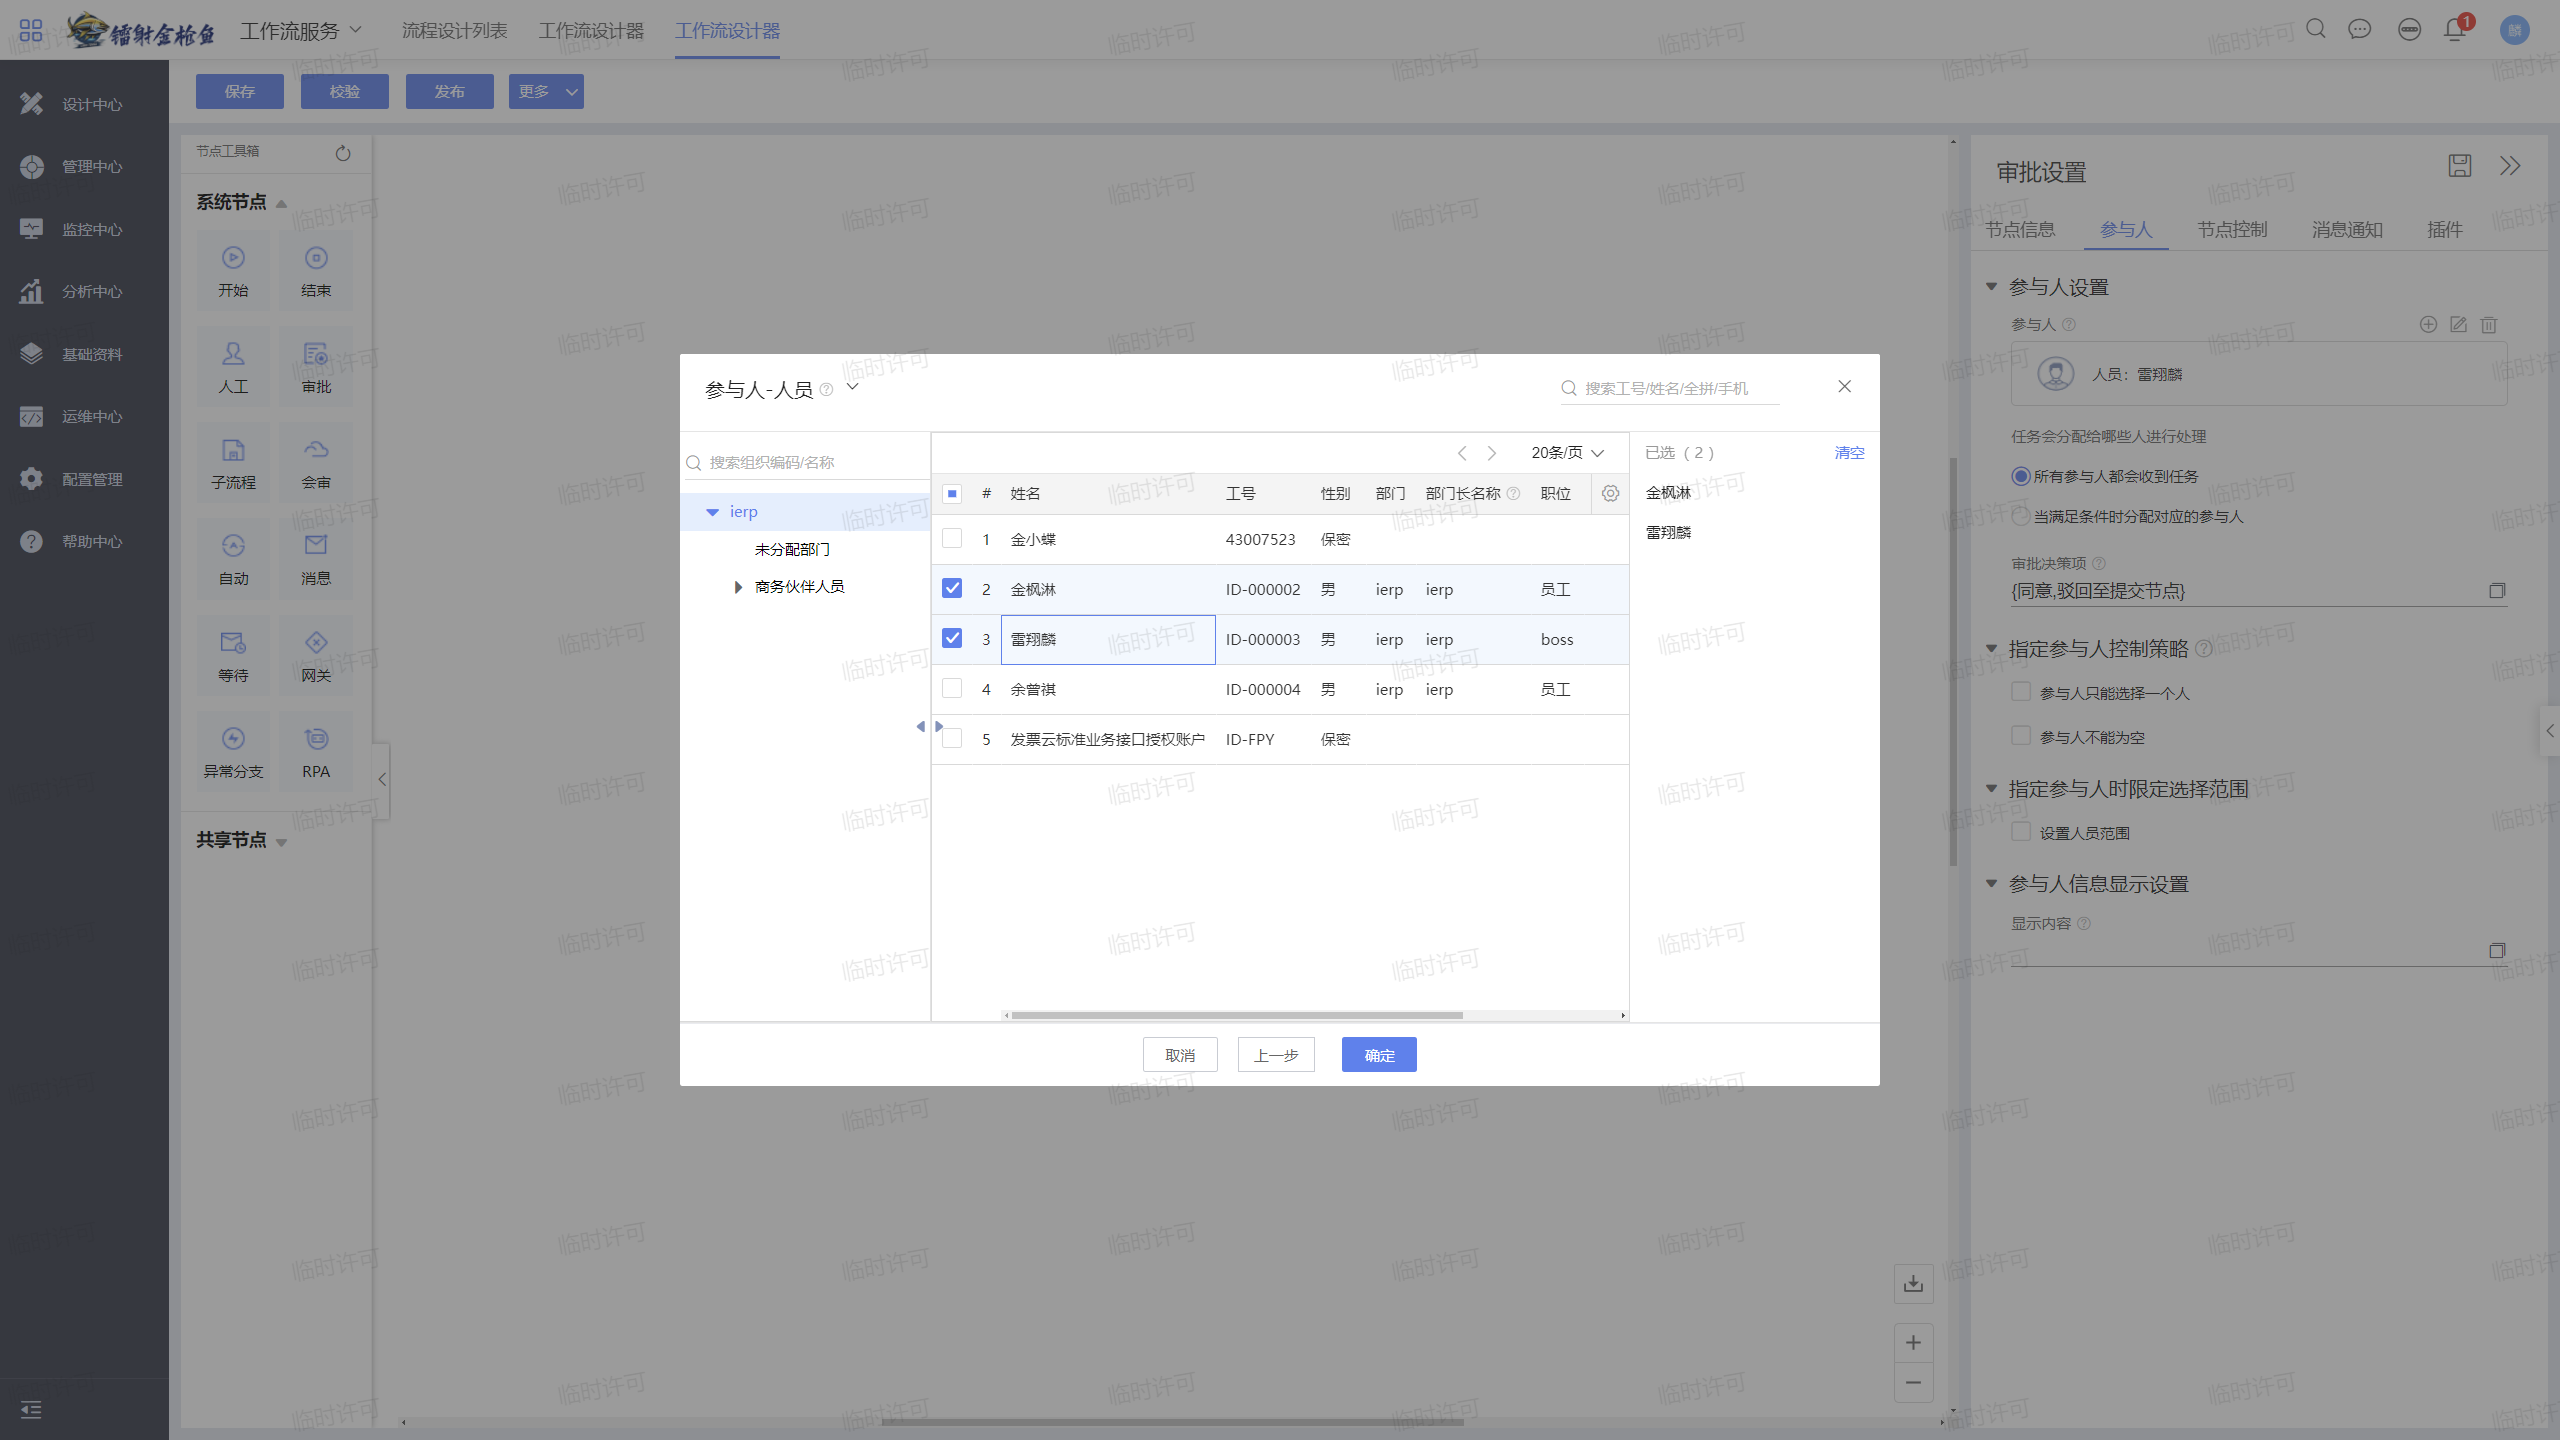 镭射金枪鱼 工作流服务 流程设计列表 工作流设计器 工作流设计器 1 麟
保存 校验 发布 更多
设计中心
管理中心
监控中心
分析中心
基础资料
运维中心
配置管理
帮助中心
节点工具箱
系统节点
开始 结束
人工 审批
子流程 会审
自动 消息
等待 网关
异常分支 RPA
共享节点
参与人-人员
搜索工号/姓名/全拼/手机
搜索组织编码/名称
ierp
未分配部门
商务伙伴人员
20条/页
# 姓名 工号 性别 部门 部门长名称 职位
1 金小蝶 43007523 保密
2 金枫淋 ID-000002 男 ierp ierp 员工
3 雷翔麟 ID-000003 男 ierp ierp boss
4 余曾祺 ID-000004 男 ierp ierp 员工
5 发票云标准业务接口授权账户 ID-FPY 保密
已选（2） 清空
金枫淋
雷翔麟
取消 上一步 确定
审批设置
节点信息 参与人 节点控制 消息通知 插件
参与人设置
参与人
人员：雷翔麟
任务会分配给哪些人进行处理
所有参与人都会收到任务
当满足条件时分配对应的参与人
审批决策项
{同意,驳回至提交节点}
指定参与人控制策略
参与人只能选择一个人
参与人不能为空
指定参与人时限定选择范围
设置人员范围
参与人信息显示设置
显示内容
临时许可